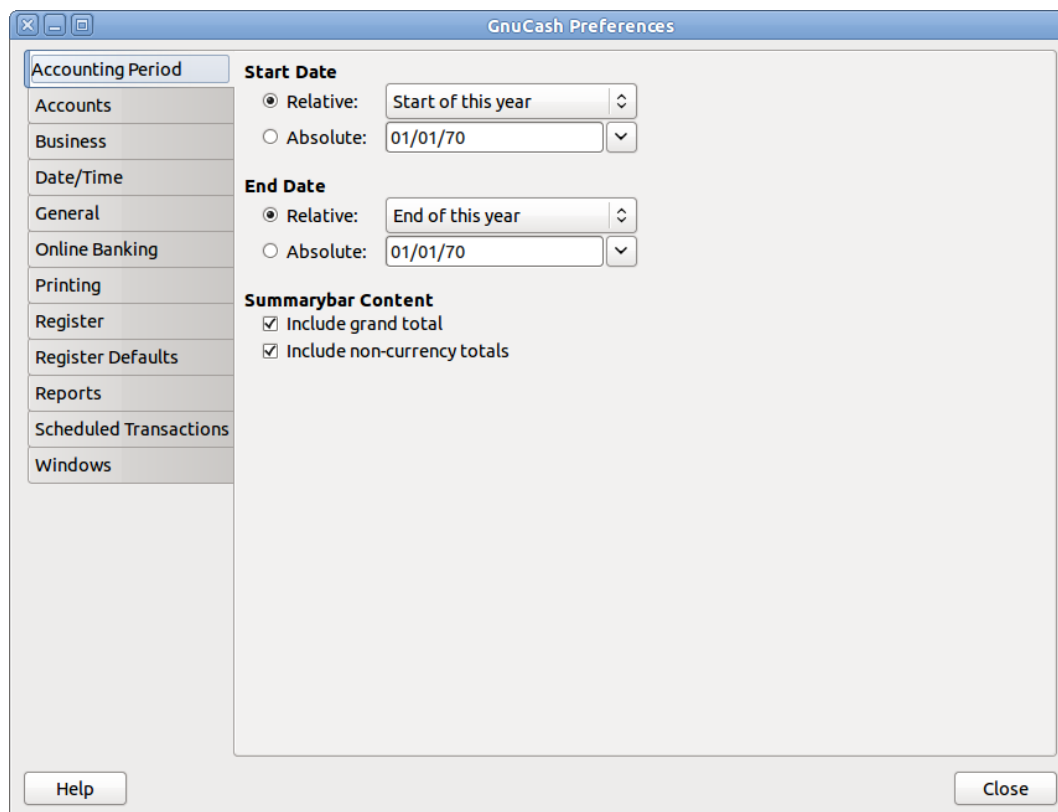 GnuCash Preferences
Accounting Period
Accounts
Business
Date/Time
General
Online Banking
Printing
Register
Register Defaults
Reports
Scheduled Transactions
Windows
Start Date
Relative: Start of this year
Absolute: 01/01/70
End Date
Relative: End of this year
Absolute: 01/01/70
Summarybar Content
Include grand total
Include non-currency totals
Help
Close